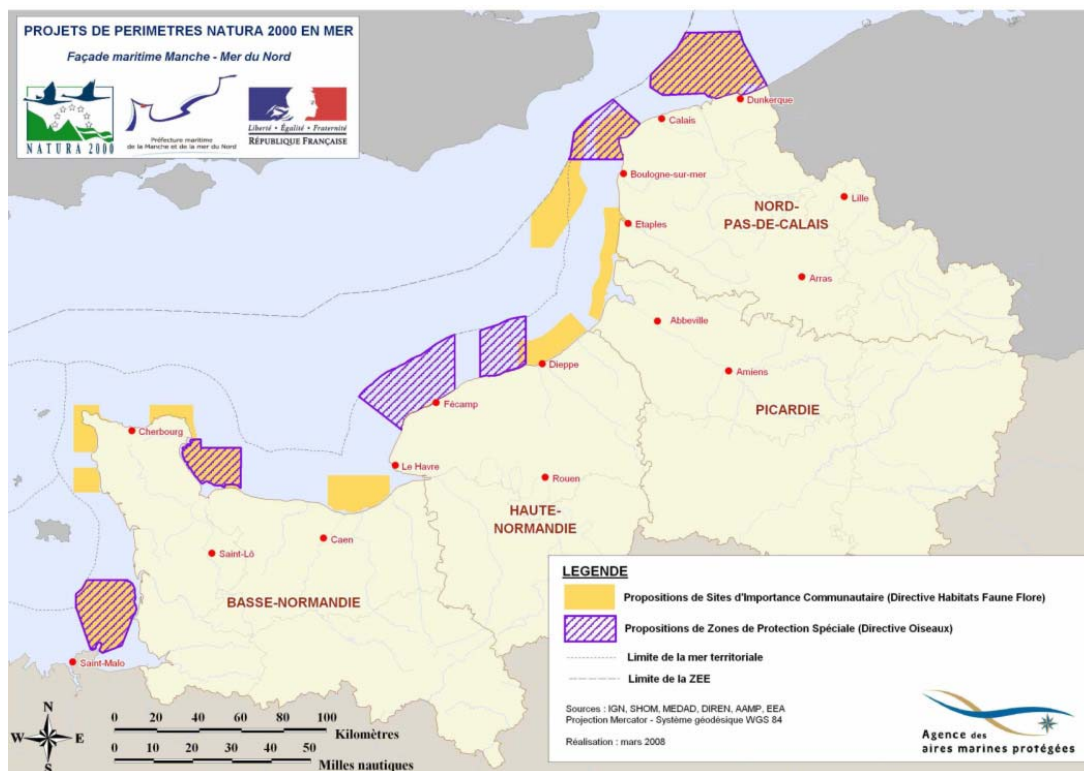 PROJETS DE PERIMETRES NATURA 2000 EN MER
Façade maritime Manche - Mer du Nord
NATURA 2000
Préfecture maritime
de la Manche et de la mer du Nord
Liberté • Égalité • Fraternité
RÉPUBLIQUE FRANÇAISE
Dunkerque
Calais
Boulogne-sur-mer
Lille
NORD-
PAS-DE-CALAIS
Etaples
Arras
Abbeville
Dieppe
Amiens
Fécamp
PICARDIE
Cherbourg
Le Havre
Rouen
HAUTE-
NORMANDIE
Caen
Saint-Lô
BASSE-NORMANDIE
Saint-Malo
LEGENDE
Propositions de Sites d'Importance Communautaire (Directive Habitats Faune Flore)
Propositions de Zones de Protection Spéciale (Directive Oiseaux)
Limite de la mer territoriale
Limite de la ZEE
Sources : IGN, SHOM, MEDAD, DIREN, AAMP, EEA
Projection Mercator - Système géodésique WGS 84
Réalisation : mars 2008
Agence des
aires marines protégées
N
W E
S
0 20 40 60 80 100
Kilomètres
0 10 20 30 40 50
Milles nautiques